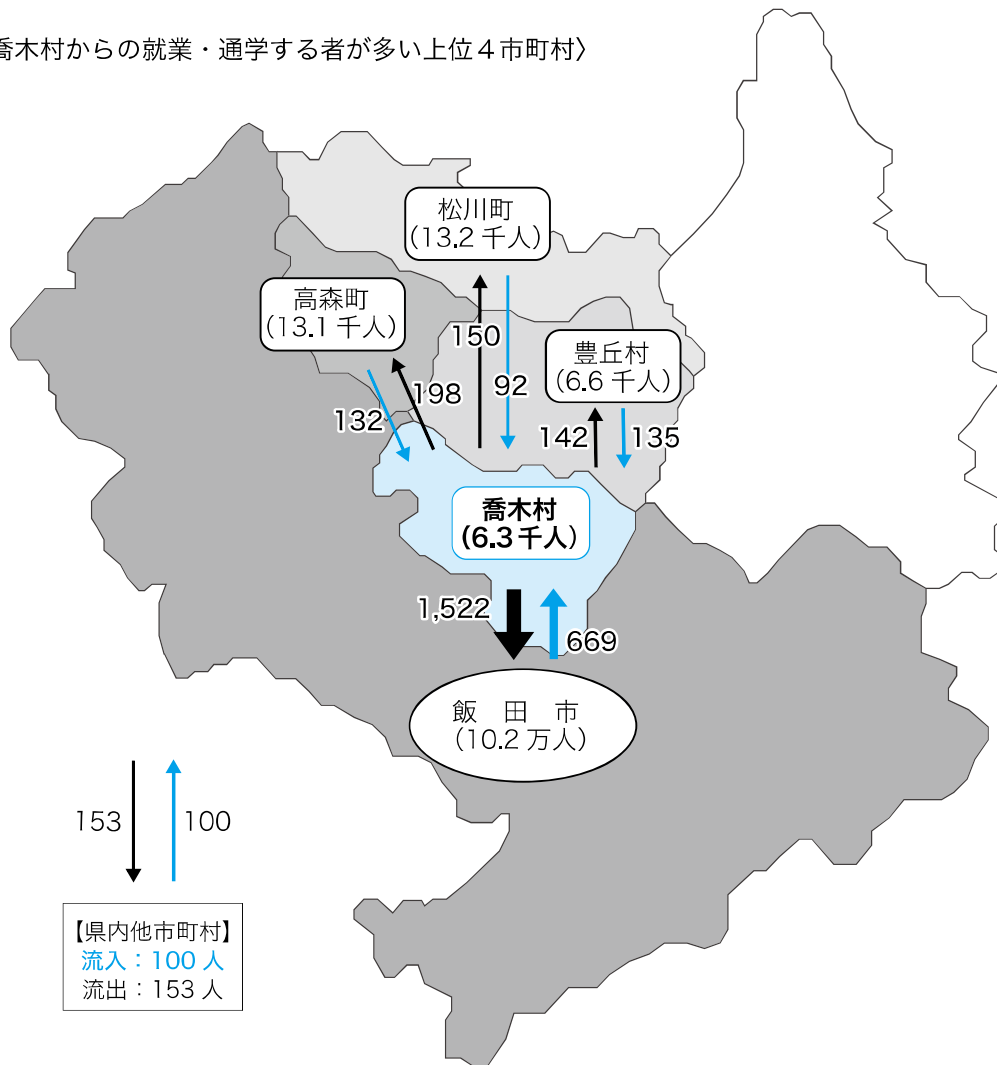 喬木村からの就業・通学する者が多い上位4市町村〉
松川町
(13.2 千人)
高森町
(13.1 千人)
150
豊丘村
(6.6 千人)
132
198
92
142
135
喬木村
(6.3千人)
1,522
669
飯 田 市
(10.2 万人)
153
100
【県内他市町村】
流入：100 人
流出：153 人